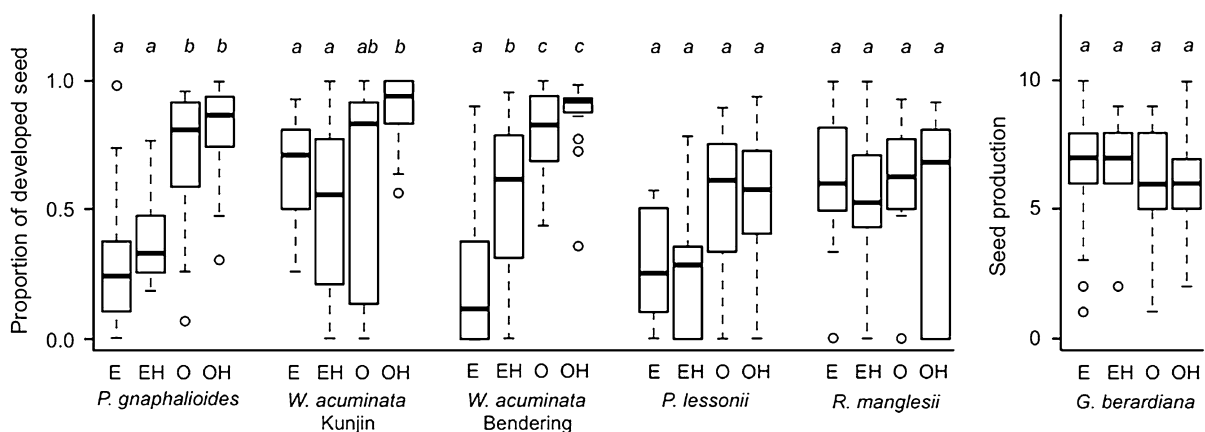 Proportion of developed seed
1.0
0.5
0.0
a a b b
a a ab b
a b c c
a a a a
a a a a
E EH O OH
E EH O OH
E EH O OH
E EH O OH
E EH O OH
P. gnaphalioides
W. acuminata
Kunjin
W. acuminata
Bendering
P. lessonii
R. manglesii
Seed production
10
5
0
a a a a
E EH O OH
G. berardiana